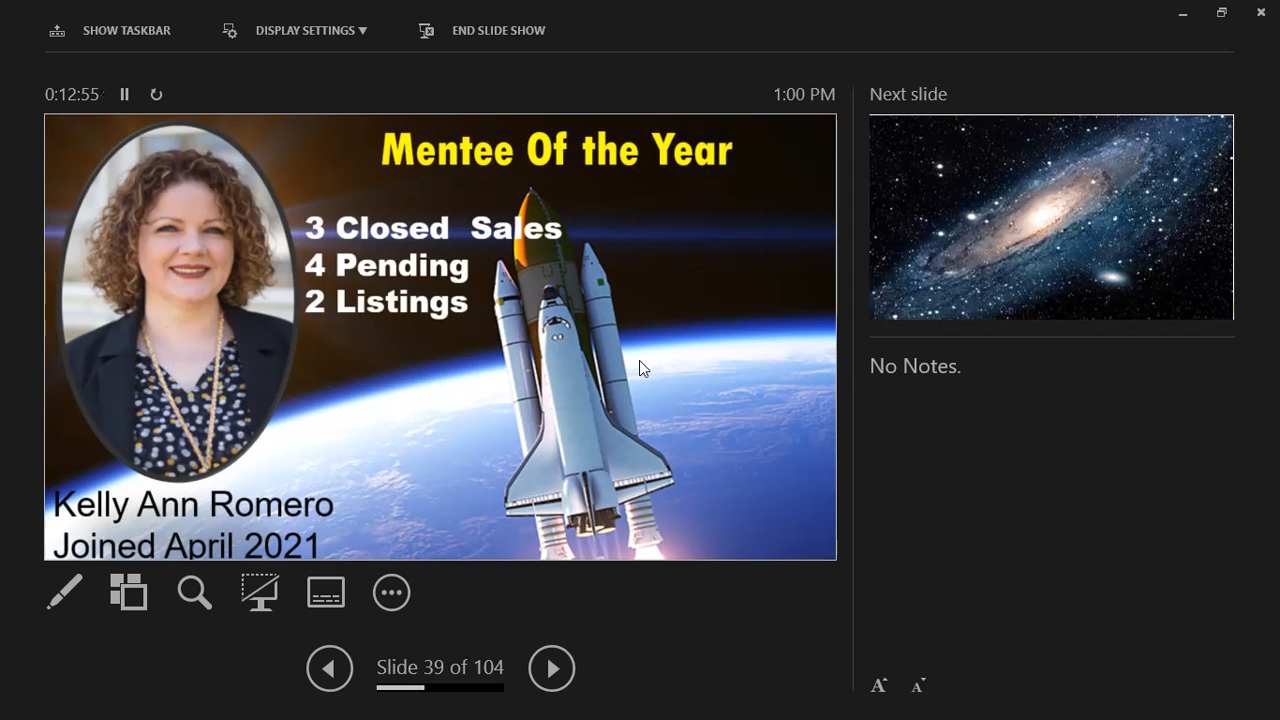 SHOW TASKBAR
DISPLAY SETTINGS ▼
END SLIDE SHOW
0:12:55
1:00 PM
Next slide
Mentee Of the Year
3 Closed Sales
4 Pending
2 Listings
Kelly Ann Romero
Joined April 2021
No Notes.
Slide 39 of 104
A A